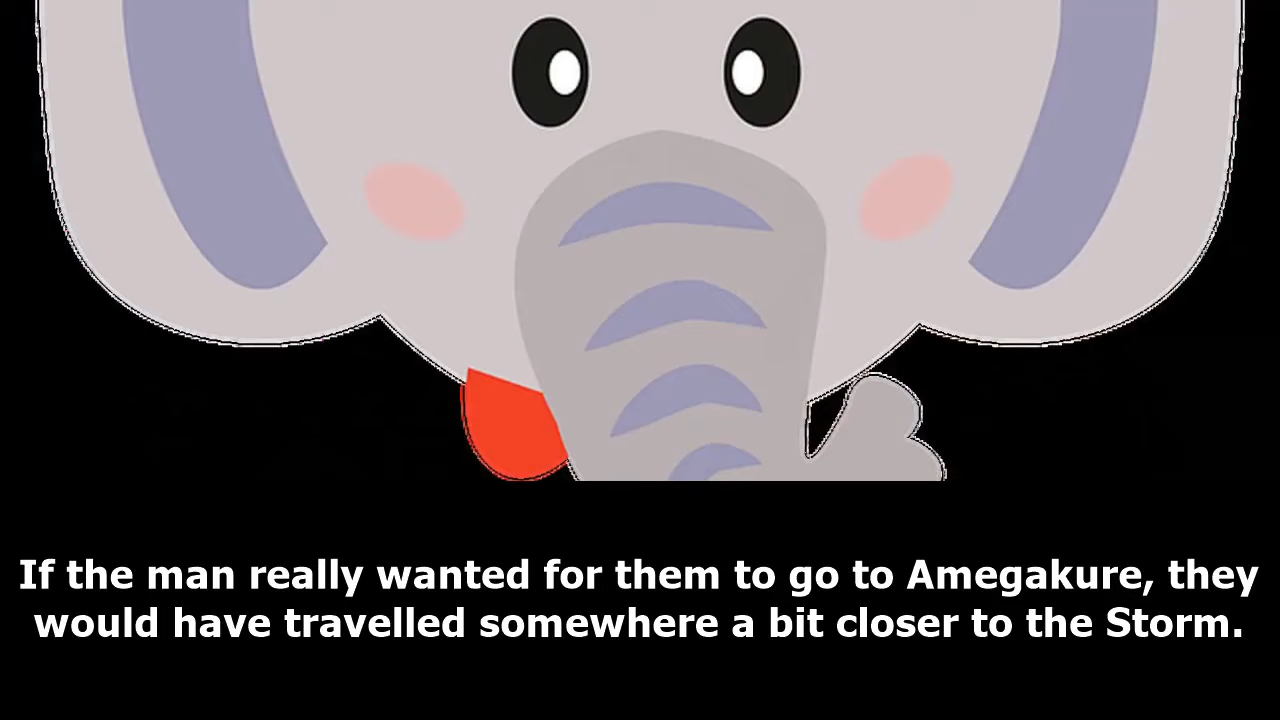 If the man really wanted for them to go to Amegakure, they
would have travelled somewhere a bit closer to the Storm.